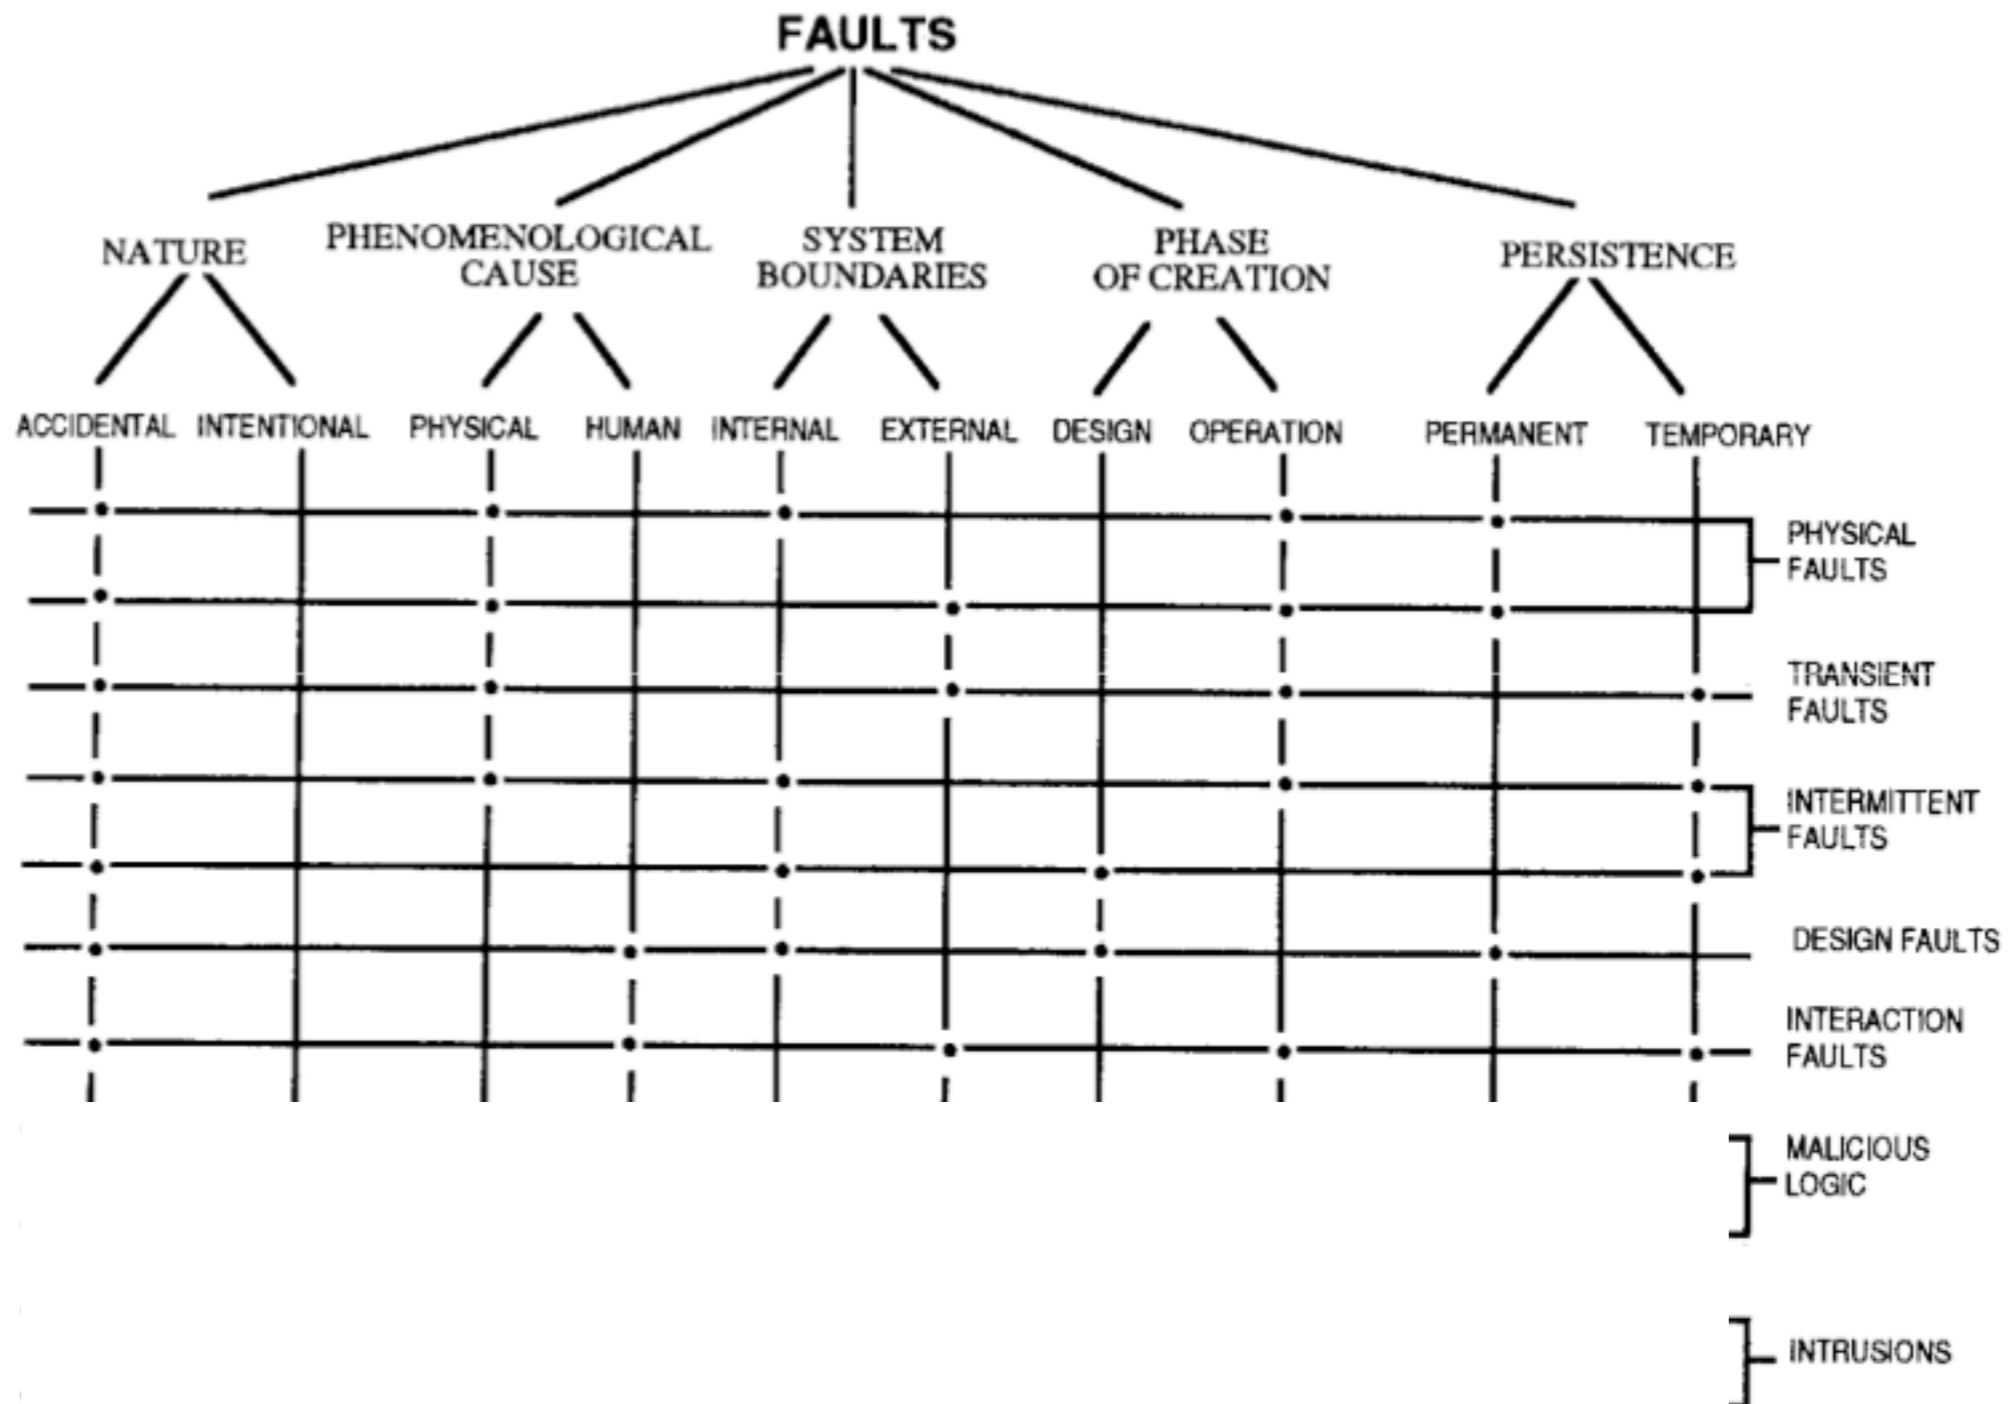 FAULTS
NATURE
PHENOMENOLOGICAL
CAUSE
SYSTEM
BOUNDARIES
PHASE
OF CREATION
PERSISTENCE
ACCIDENTAL
INTENTIONAL
PHYSICAL
HUMAN
INTERNAL
EXTERNAL
DESIGN
OPERATION
PERMANENT
TEMPORARY
PHYSICAL
FAULTS
TRANSIENT
FAULTS
INTERMITTENT
FAULTS
DESIGN FAULTS
INTERACTION
FAULTS
MALICIOUS
LOGIC
INTRUSIONS